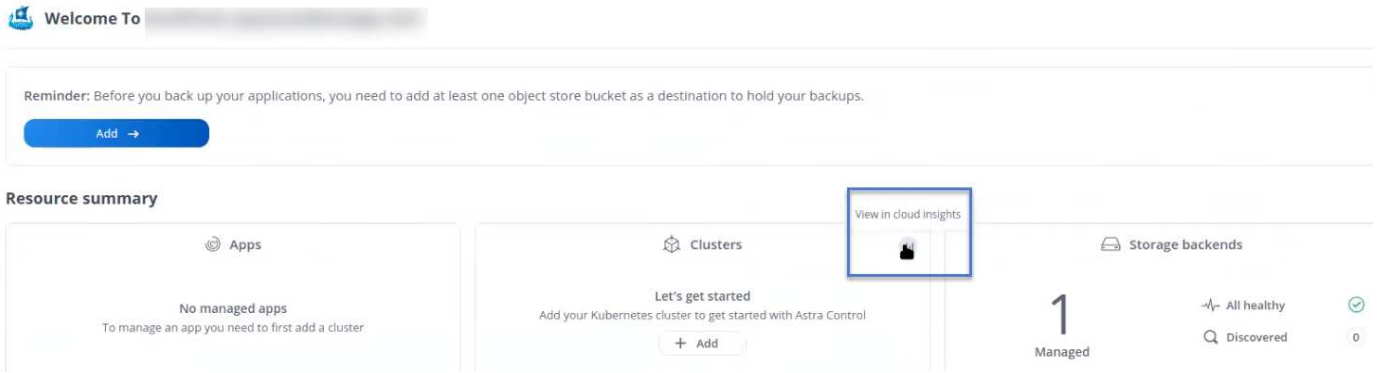 Welcome To
Reminder: Before you back up your applications, you need to add at least one object store bucket as a destination to hold your backups.
Add →
Resource summary
View in cloud insights
Apps
Clusters
Storage backends
No managed apps
To manage an app you need to first add a cluster
Let's get started
Add your Kubernetes cluster to get started with Astra Control
+ Add
1
Managed
All healthy
Discovered
0